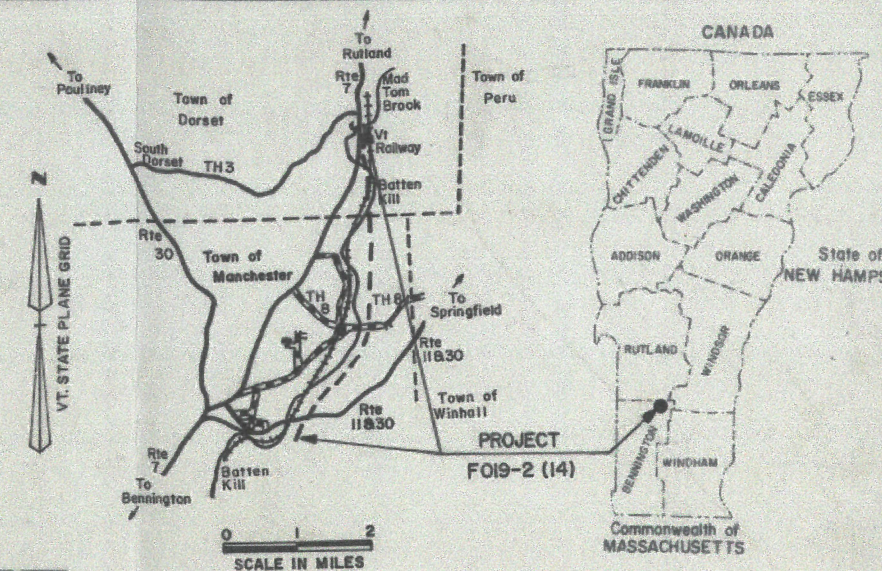 To
Rutland
Rte
7
Mad
Tom
Brook
Town of
Peru
To
Poultney
Town of
Dorset
Vt
Railway
South
Dorset
TH3
Batten
Kill
N
VT. STATE PLANE GRID
Rte
30
Town of
Manchester
TH
8
TH 8
To
Springfield
Rte
11&30
Town of
Winhall
Rte
11&30
Rte
7
To
Bennington
Batten
Kill
PROJECT
F019-2 (14)
0 1 2
SCALE IN MILES
CANADA
GRAND ISLE
FRANKLIN
ORLEANS
ESSEX
LAMOILLE
CHITTENDEN
WASHINGTON
CALEDONIA
ADDISON
ORANGE
State of
NEW HAMPS
RUTLAND
WINDSOR
BENNINGTON
WINDHAM
Commonwealth of
MASSACHUSETTS